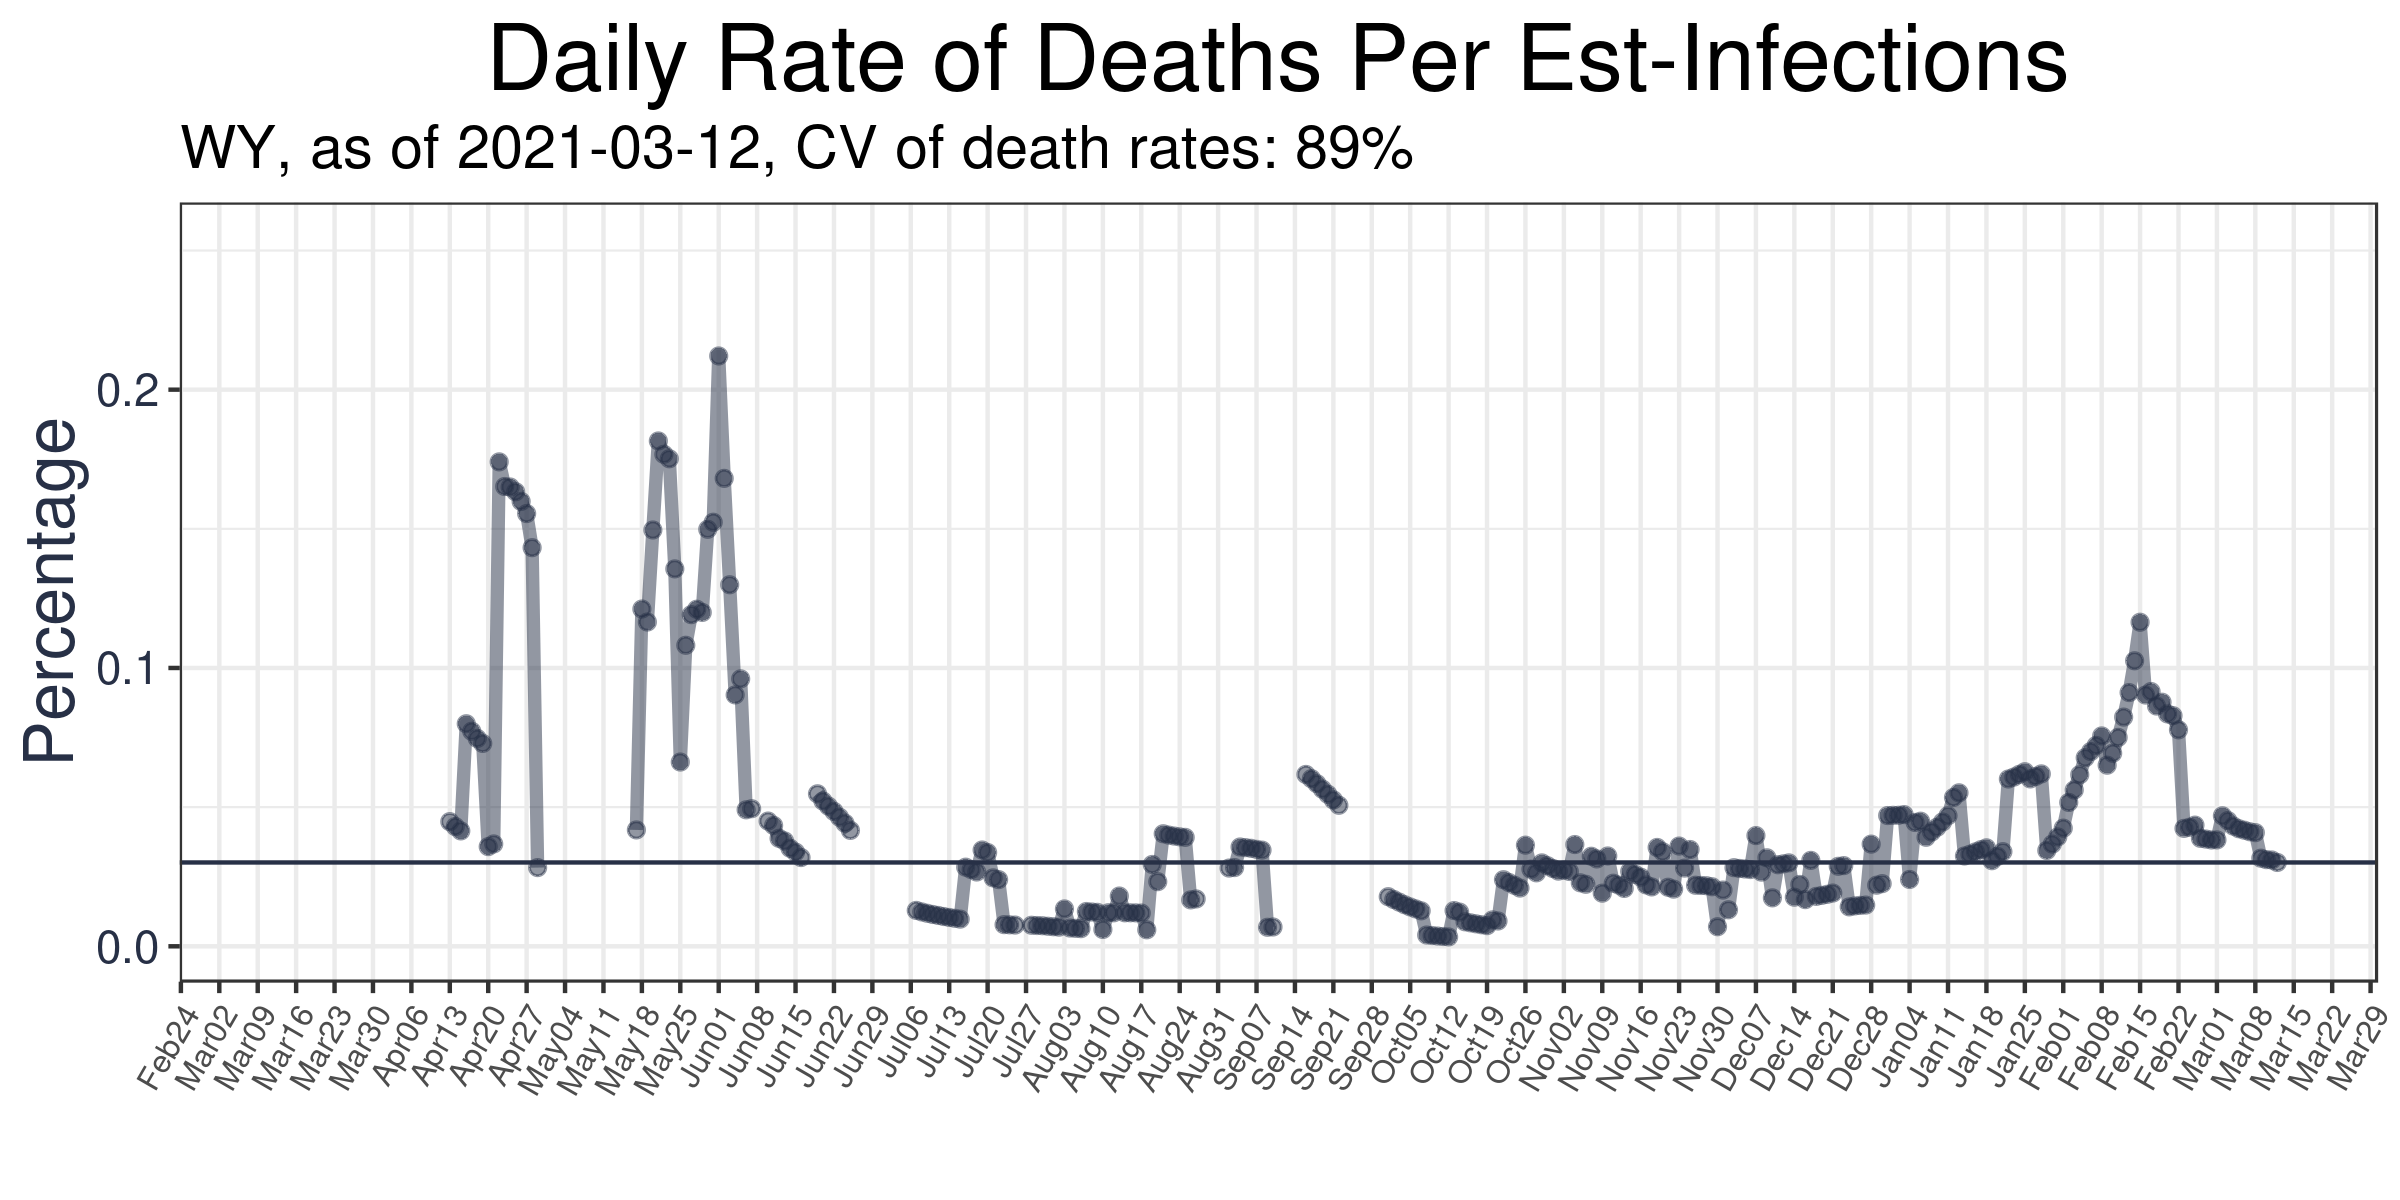 Daily Rate of Deaths Per Est-Infections
WY, as of 2021-03-12, CV of death rates: 89%
Percentage
0.2
0.1
0.0
Feb24
Mar02
Mar09
Mar16
Mar23
Mar30
Apr06
Apr13
Apr20
Apr27
May04
May11
May18
May25
Jun01
Jun08
Jun15
Jun22
Jun29
Jul06
Jul13
Jul20
Jul27
Aug03
Aug10
Aug17
Aug24
Aug31
Sep07
Sep14
Sep21
Sep28
Oct05
Oct12
Oct19
Oct26
Nov02
Nov09
Nov16
Nov23
Nov30
Dec07
Dec14
Dec21
Dec28
Jan04
Jan11
Jan18
Jan25
Feb01
Feb08
Feb15
Feb22
Mar01
Mar08
Mar15
Mar22
Mar29